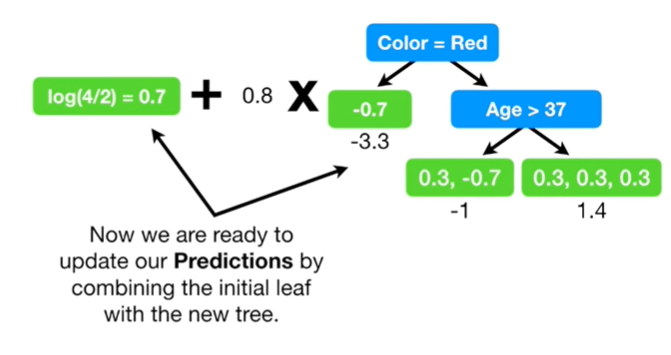 Color = Red
log(4/2) = 0.7 + 0.8 X -0.7 Age > 37
-3.3
0.3, -0.7 0.3, 0.3, 0.3
-1 1.4
Now we are ready to
update our Predictions by
combining the initial leaf
with the new tree.